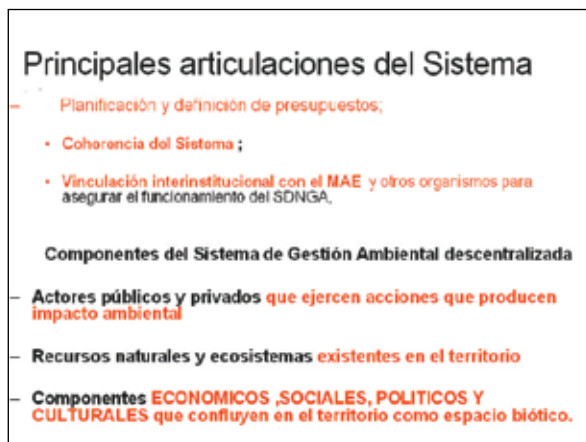 Principales articulaciones del Sistema
– Planificación y definición de presupuestos;
• Coherencia del Sistema ;
• Vinculación interinstitucional con el MAE y otros organismos para
asegurar el funcionamiento del SDNGA,
Componentes del Sistema de Gestión Ambiental descentralizada
– Actores públicos y privados que ejercen acciones que producen
impacto ambiental
– Recursos naturales y ecosistemas existentes en el territorio
– Componentes ECONOMICOS ,SOCIALES, POLITICOS Y
CULTURALES que confluyen en el territorio como espacio biótico.